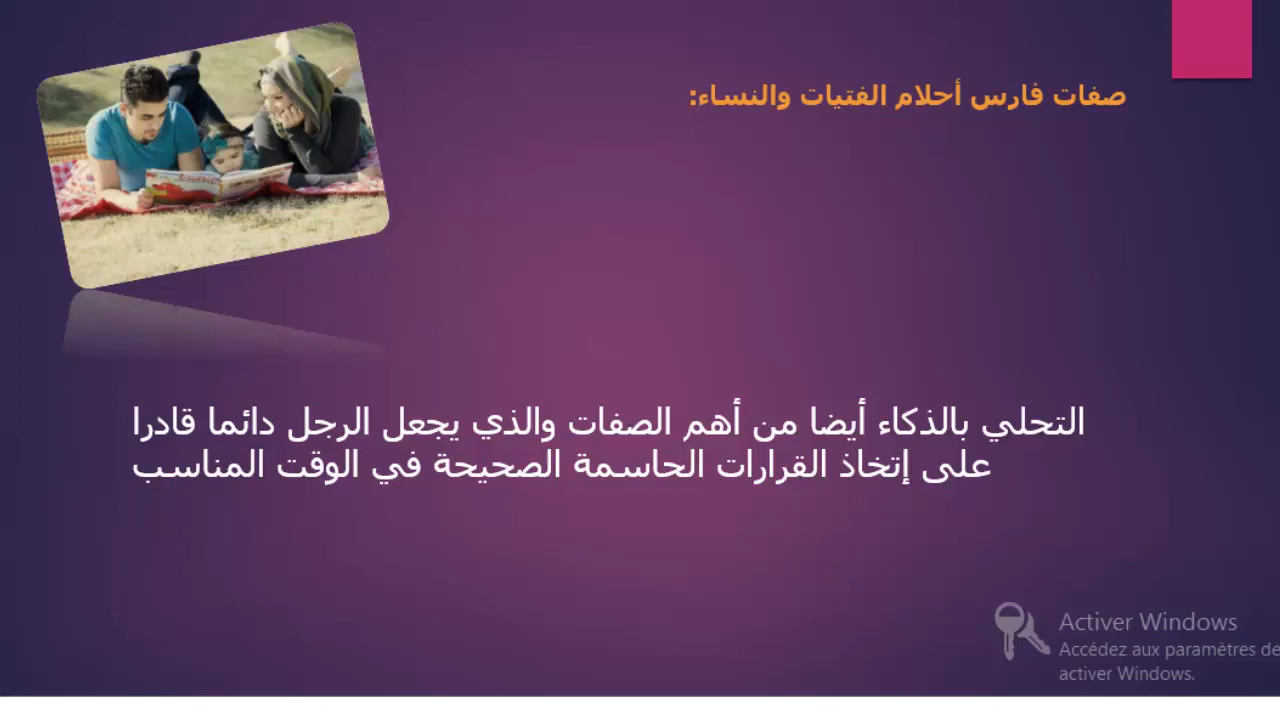 صفات فارس أحلام الفتيات والنساء:
التحلي بالذكاء أيضا من أهم الصفات والذي يجعل الرجل دائما قادرا
على إتخاذ القرارات الحاسمة الصحيحة في الوقت المناسب
Activer Windows
Accédez aux paramètres de
activer Windows.